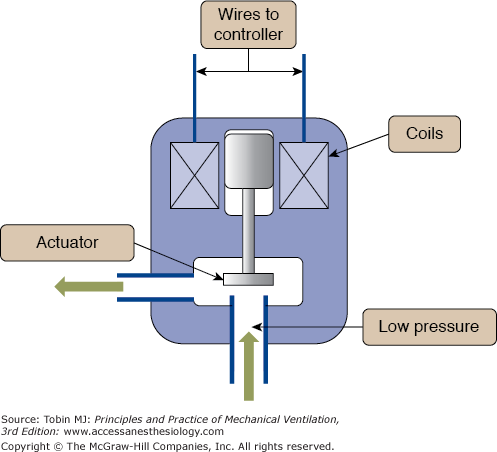 Wires to
controller
Coils
Actuator
Low pressure
Source: Tobin MJ: Principles and Practice of Mechanical Ventilation,
3rd Edition: www.accessanesthesiology.com
Copyright © The McGraw-Hill Companies, Inc. All rights reserved.